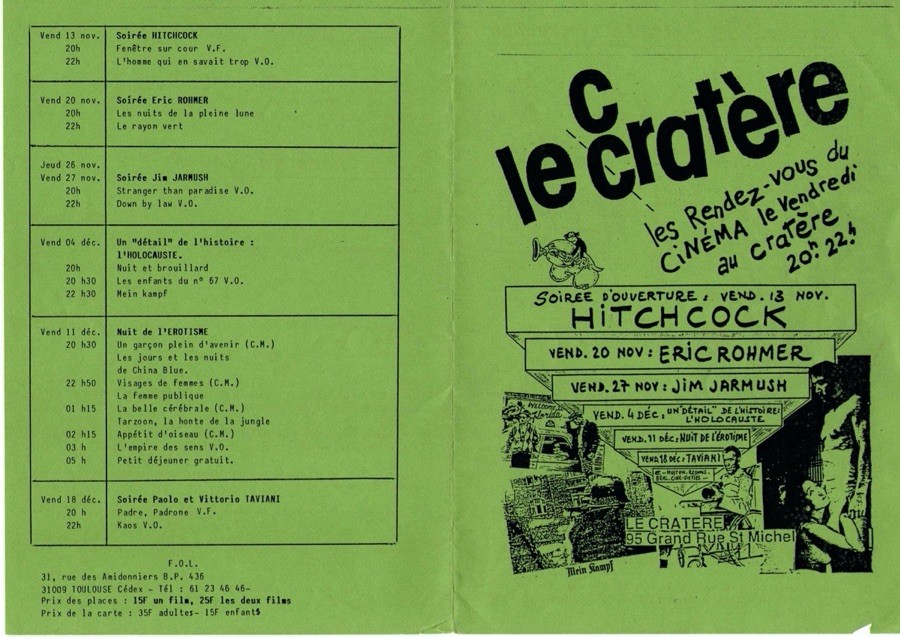 Vend 13 nov. Soirée HITCHCOCK
20h Fenêtre sur cour V.F.
22h L'homme qui en savait trop V.O.
Vend 20 nov. Soirée Eric ROHMER
20h Les nuits de la pleine lune
22h Le rayon vert
Jeud 26 nov.
Vend 27 nov. Soirée Jim JARMUSH
20h Stranger than paradise V.O.
22h Down by law V.O.
Vend 04 déc. Un "détail" de l'histoire :
l'HOLOCAUSTE.
20h Nuit et brouillard
20 h30 Les enfants du n° 67 V.O.
22 h30 Mein kampf
Vend 11 déc. Nuit de l'EROTISME
20 h30 Un garçon plein d'avenir (C.M.)
Les jours et les nuits
de China Blue.
22 h50 Visages de femmes (C.M.)
La femme publique
01 h15 La belle cérébrale (C.M.)
Tarzoon, la honte de la jungle
02 h15 Appétit d'oiseau (C.M.)
03 h L'empire des sens V.O.
05 h Petit déjeuner gratuit.
Vend 18 déc. Soirée Paolo et Vittorio TAVIANI
20 h Padre, Padrone V.F.
22h Kaos V.O.
F.O.L.
31, rue des Amidonniers B.P. 436
31009 TOULOUSE Cédex - Tél : 61 23 46 46-
Prix des places : 15F un film, 25F les deux films
Prix de la carte : 35F adultes- 15F enfants
c
le cratère
les Rendez-vous du
CiNÉMA le vendredi
au cratère
20h 22h
SOIREE D'OUVERTURE : VEND. 13 NOV.
HiTCHCOCK
VEND. 20 NOV : ERIC ROHMER
VEND. 27 NOV : JiM JARMUSH
VEND. 4 DÉC : UN "DÉTAIL" DE L'HISTOIRE:
L'HOLOCAUSTE
VEND. 11 DÉC : NUIT DE L'ÉROTISME
VEND 18 DÉC : TAVIANI
LE CRATERE
95 Grand Rue St Michel
Mein Kampf